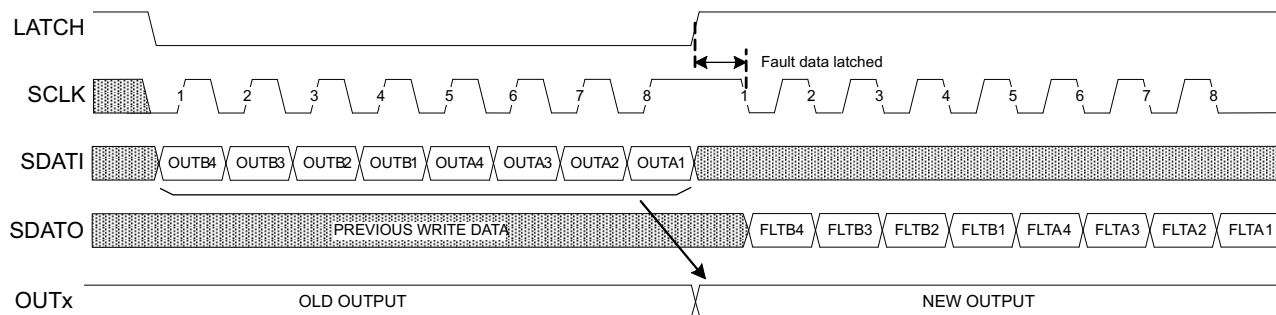 LATCH
Fault data latched
SCLK
1 2 3 4 5 6 7 8 1 2 3 4 5 6 7 8
SDATI
OUTB4 OUTB3 OUTB2 OUTB1 OUTA4 OUTA3 OUTA2 OUTA1
SDATO
PREVIOUS WRITE DATA
FLTB4 FLTB3 FLTB2 FLTB1 FLTA4 FLTA3 FLTA2 FLTA1
OUTx
OLD OUTPUT
NEW OUTPUT